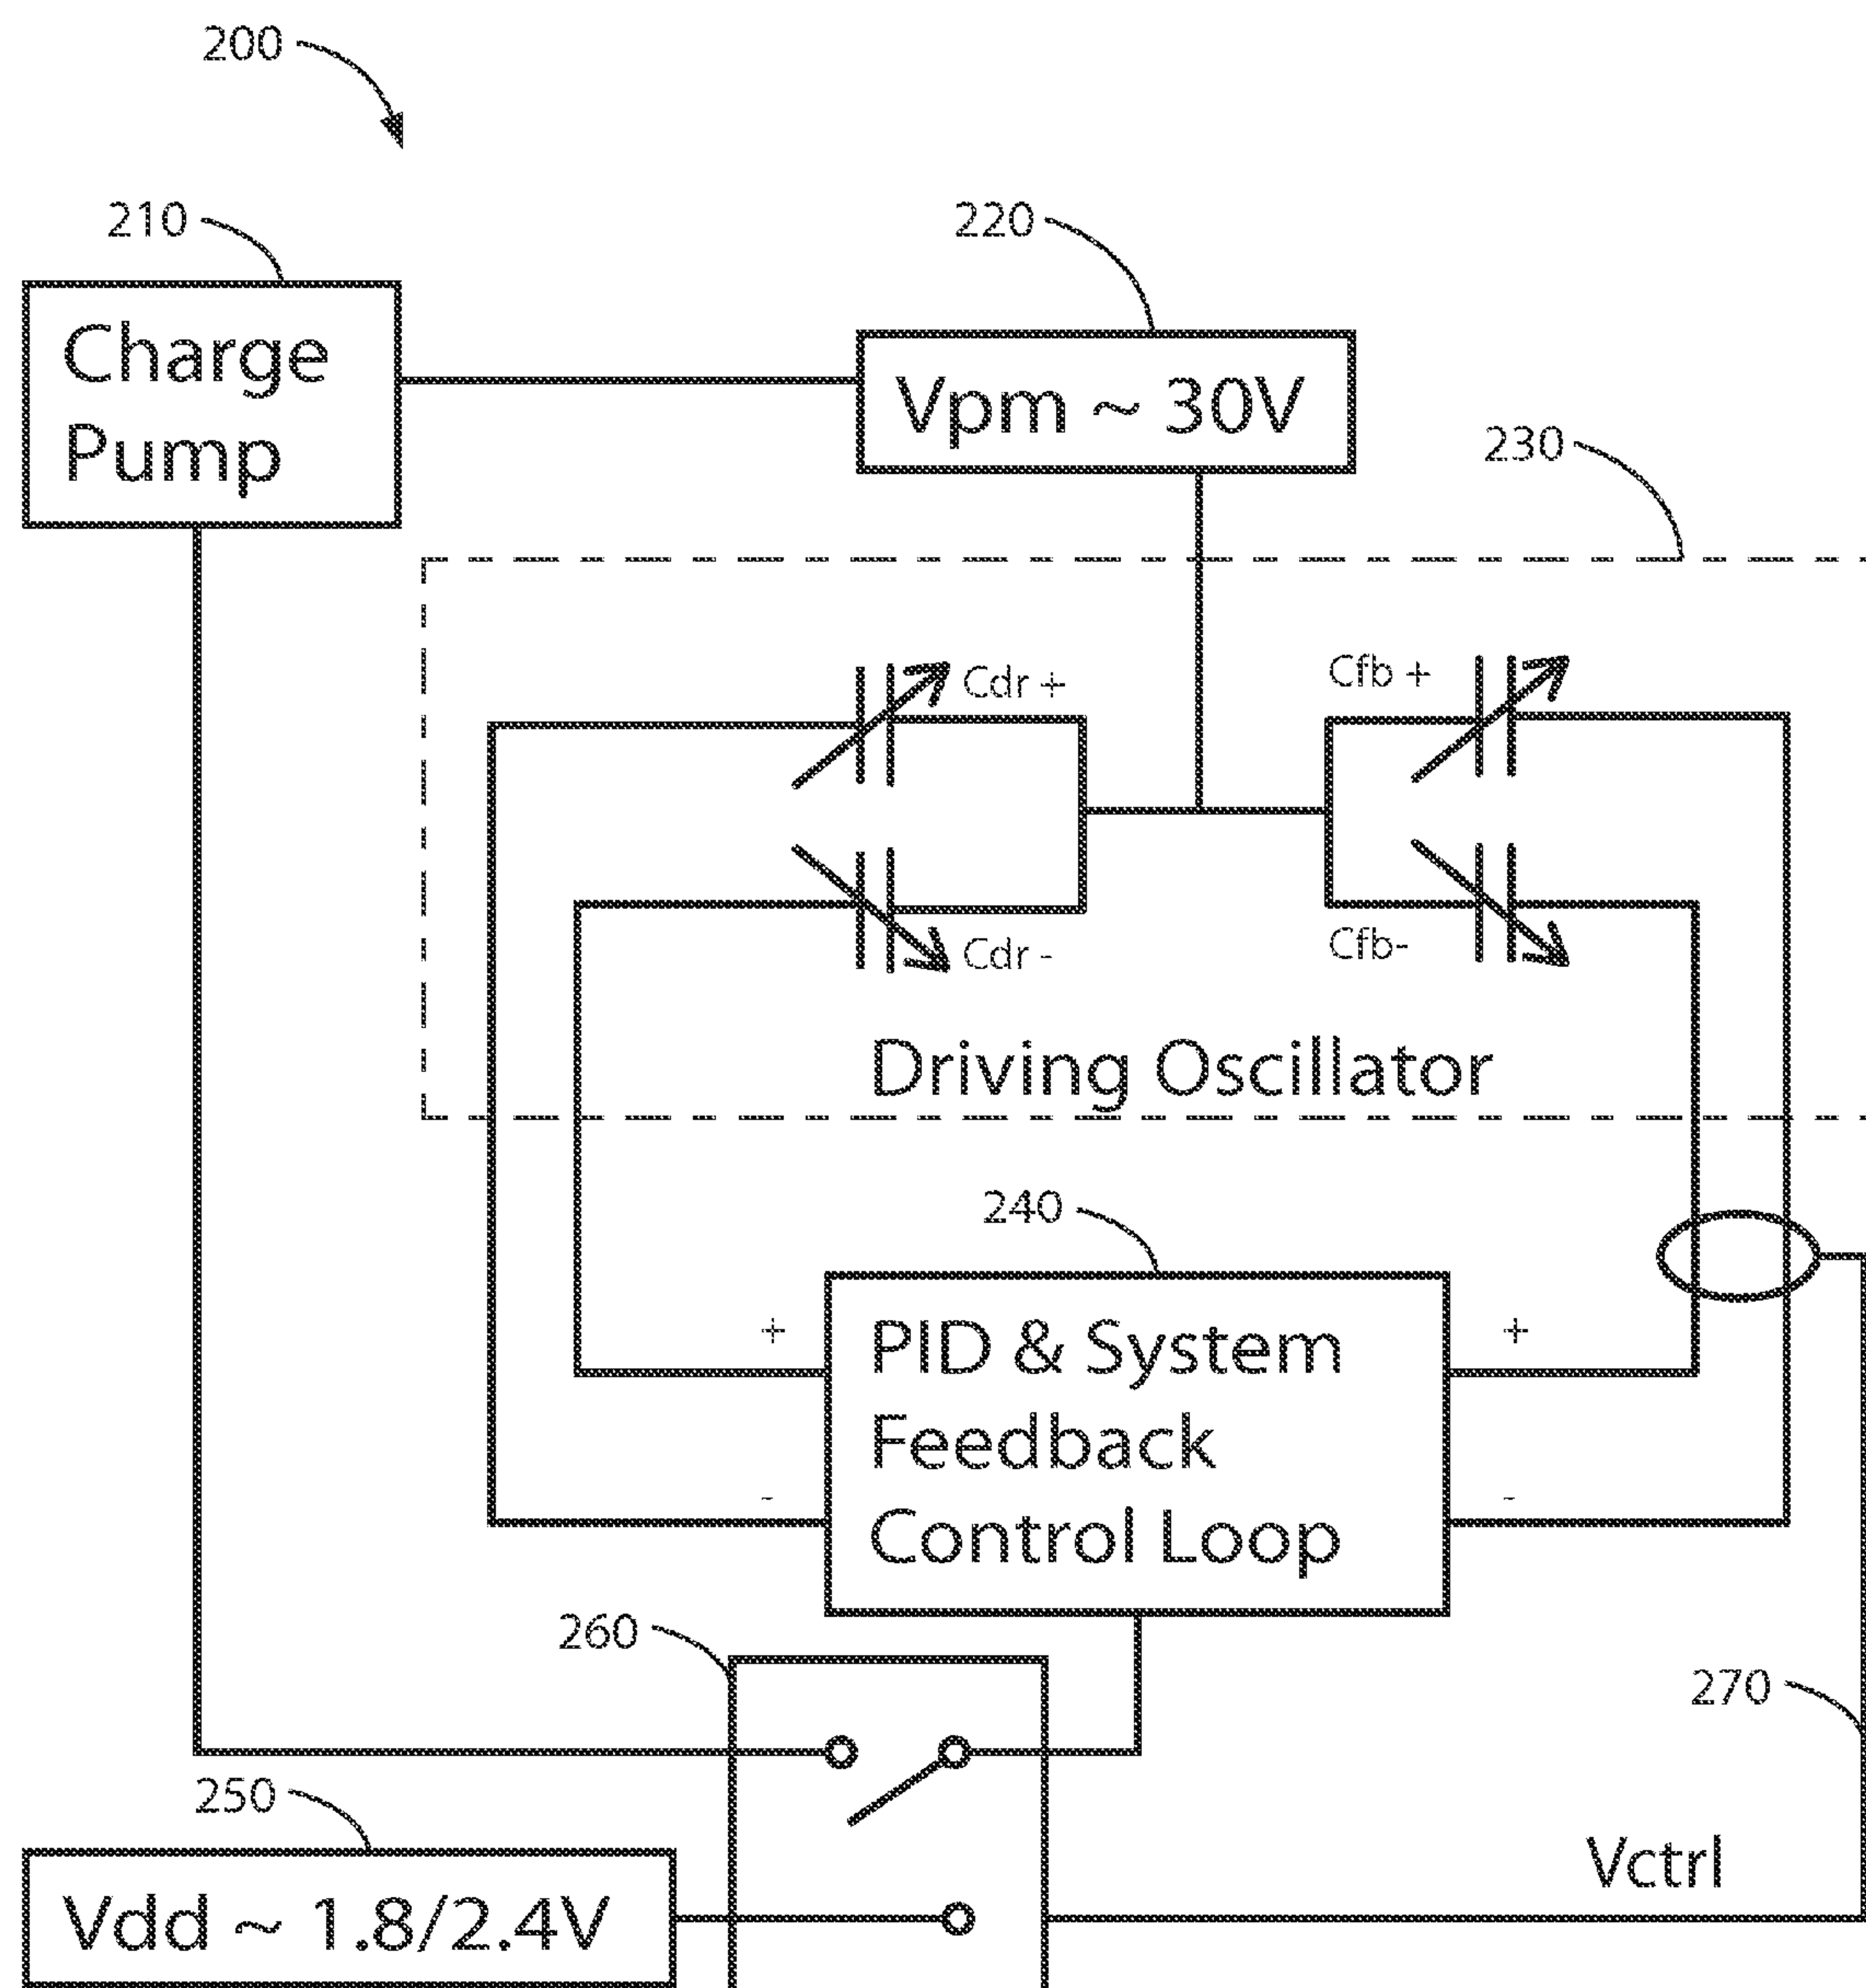 200
210
220
Charge
Pump
Vpm ~ 30V
230
Cdr +
Cfb +
Cdr -
Cfb-
Driving Oscillator
240
+
+
PID & System
Feedback
Control Loop
-
-
260
270
250
Vctrl
Vdd ~ 1.8/2.4V